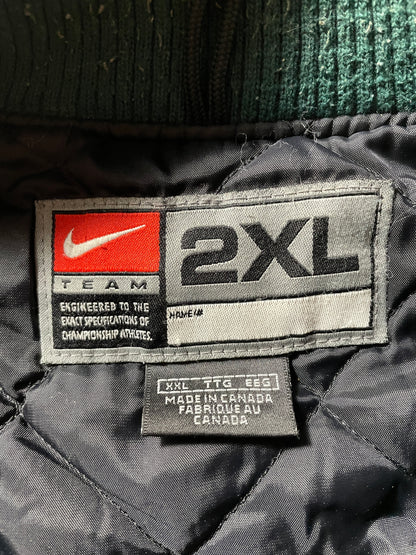 2XL
TEAM
ENGINEERED TO THE
EXACT SPECIFICATIONS OF
CHAMPIONSHIP ATHLETES.
NAME/#
XXL TTG EEG
MADE IN CANADA
FABRIQUE AU
CANADA